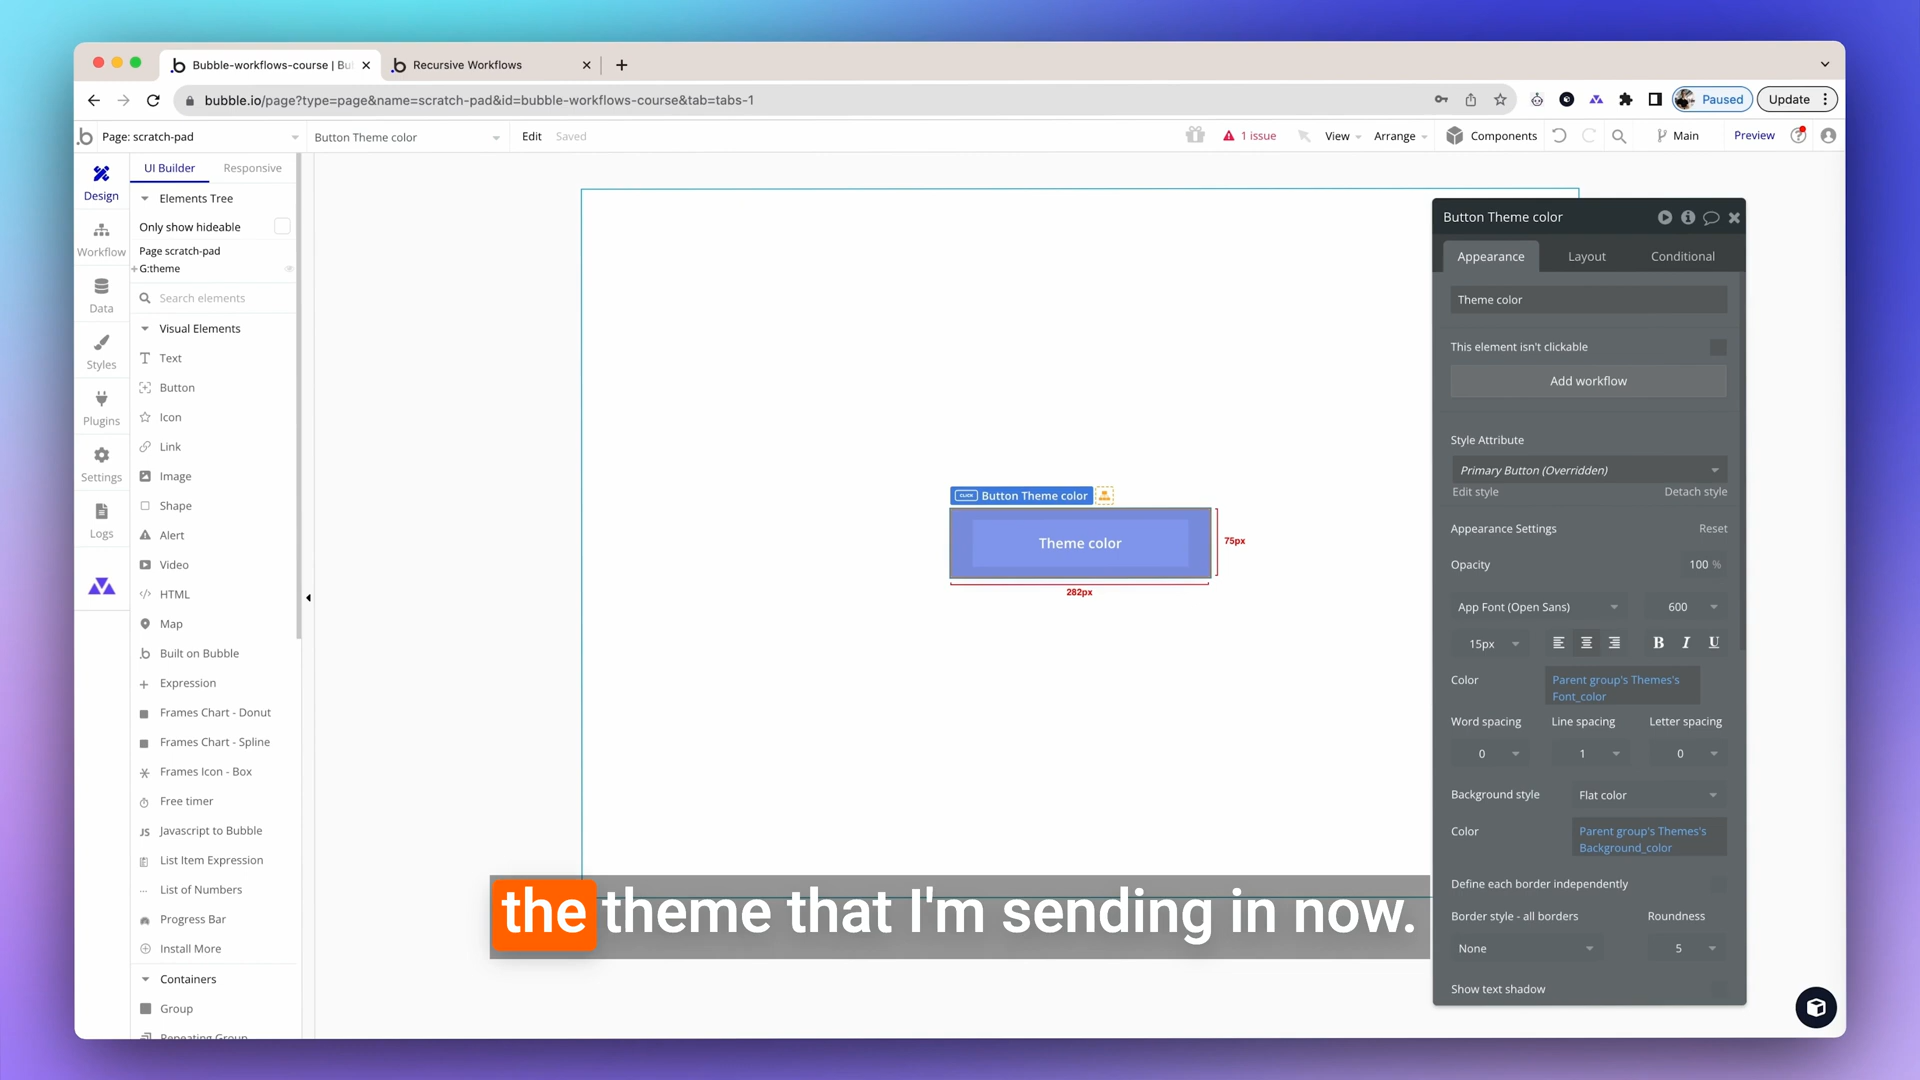 Bubble-workflows-course | Bu
Recursive Workflows
bubble.io/page?type=page&name=scratch-pad&id=bubble-workflows-course&tab=tabs-1
Paused
Update
Page: scratch-pad
Button Theme color
Edit
Saved
1 issue
View
Arrange
Components
Main
Preview
Design
Workflow
Data
Styles
Plugins
Settings
Logs
UI Builder
Responsive
Elements Tree
Only show hideable
Page scratch-pad
G:theme
Search elements
Visual Elements
Text
Button
Icon
Link
Image
Shape
Alert
Video
HTML
Map
Built on Bubble
Expression
Frames Chart - Donut
Frames Chart - Spline
Frames Icon - Box
Free timer
Javascript to Bubble
List Item Expression
List of Numbers
Progress Bar
Install More
Containers
Group
Repeating Group
CLICK Button Theme color
Theme color
75px
282px
Button Theme color
Appearance
Layout
Conditional
Theme color
This element isn't clickable
Add workflow
Style Attribute
Primary Button (Overridden)
Edit style
Detach style
Appearance Settings
Reset
Opacity
100 %
App Font (Open Sans)
600
15px
B I U
Color
Parent group's Themes's
Font_color
Word spacing
Line spacing
Letter spacing
0
1
0
Background style
Flat color
Color
Parent group's Themes's
Background_color
Define each border independently
Border style - all borders
Roundness
None
5
Show text shadow
the theme that I'm sending in now.